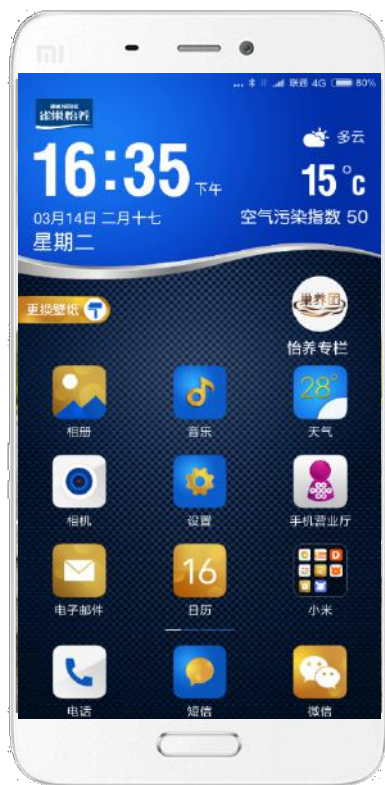 mi
... 联通 4G 80%
雀巢怡养
16:35 下午
多云
15°c
03月14日 二月十七
空气污染指数 50
星期二
更换壁纸
巢养团
怡养专栏
28°
相册
音乐
天气
相机
设置
手机营业厅
16
电子邮件
日历
小米
电话
短信
微信